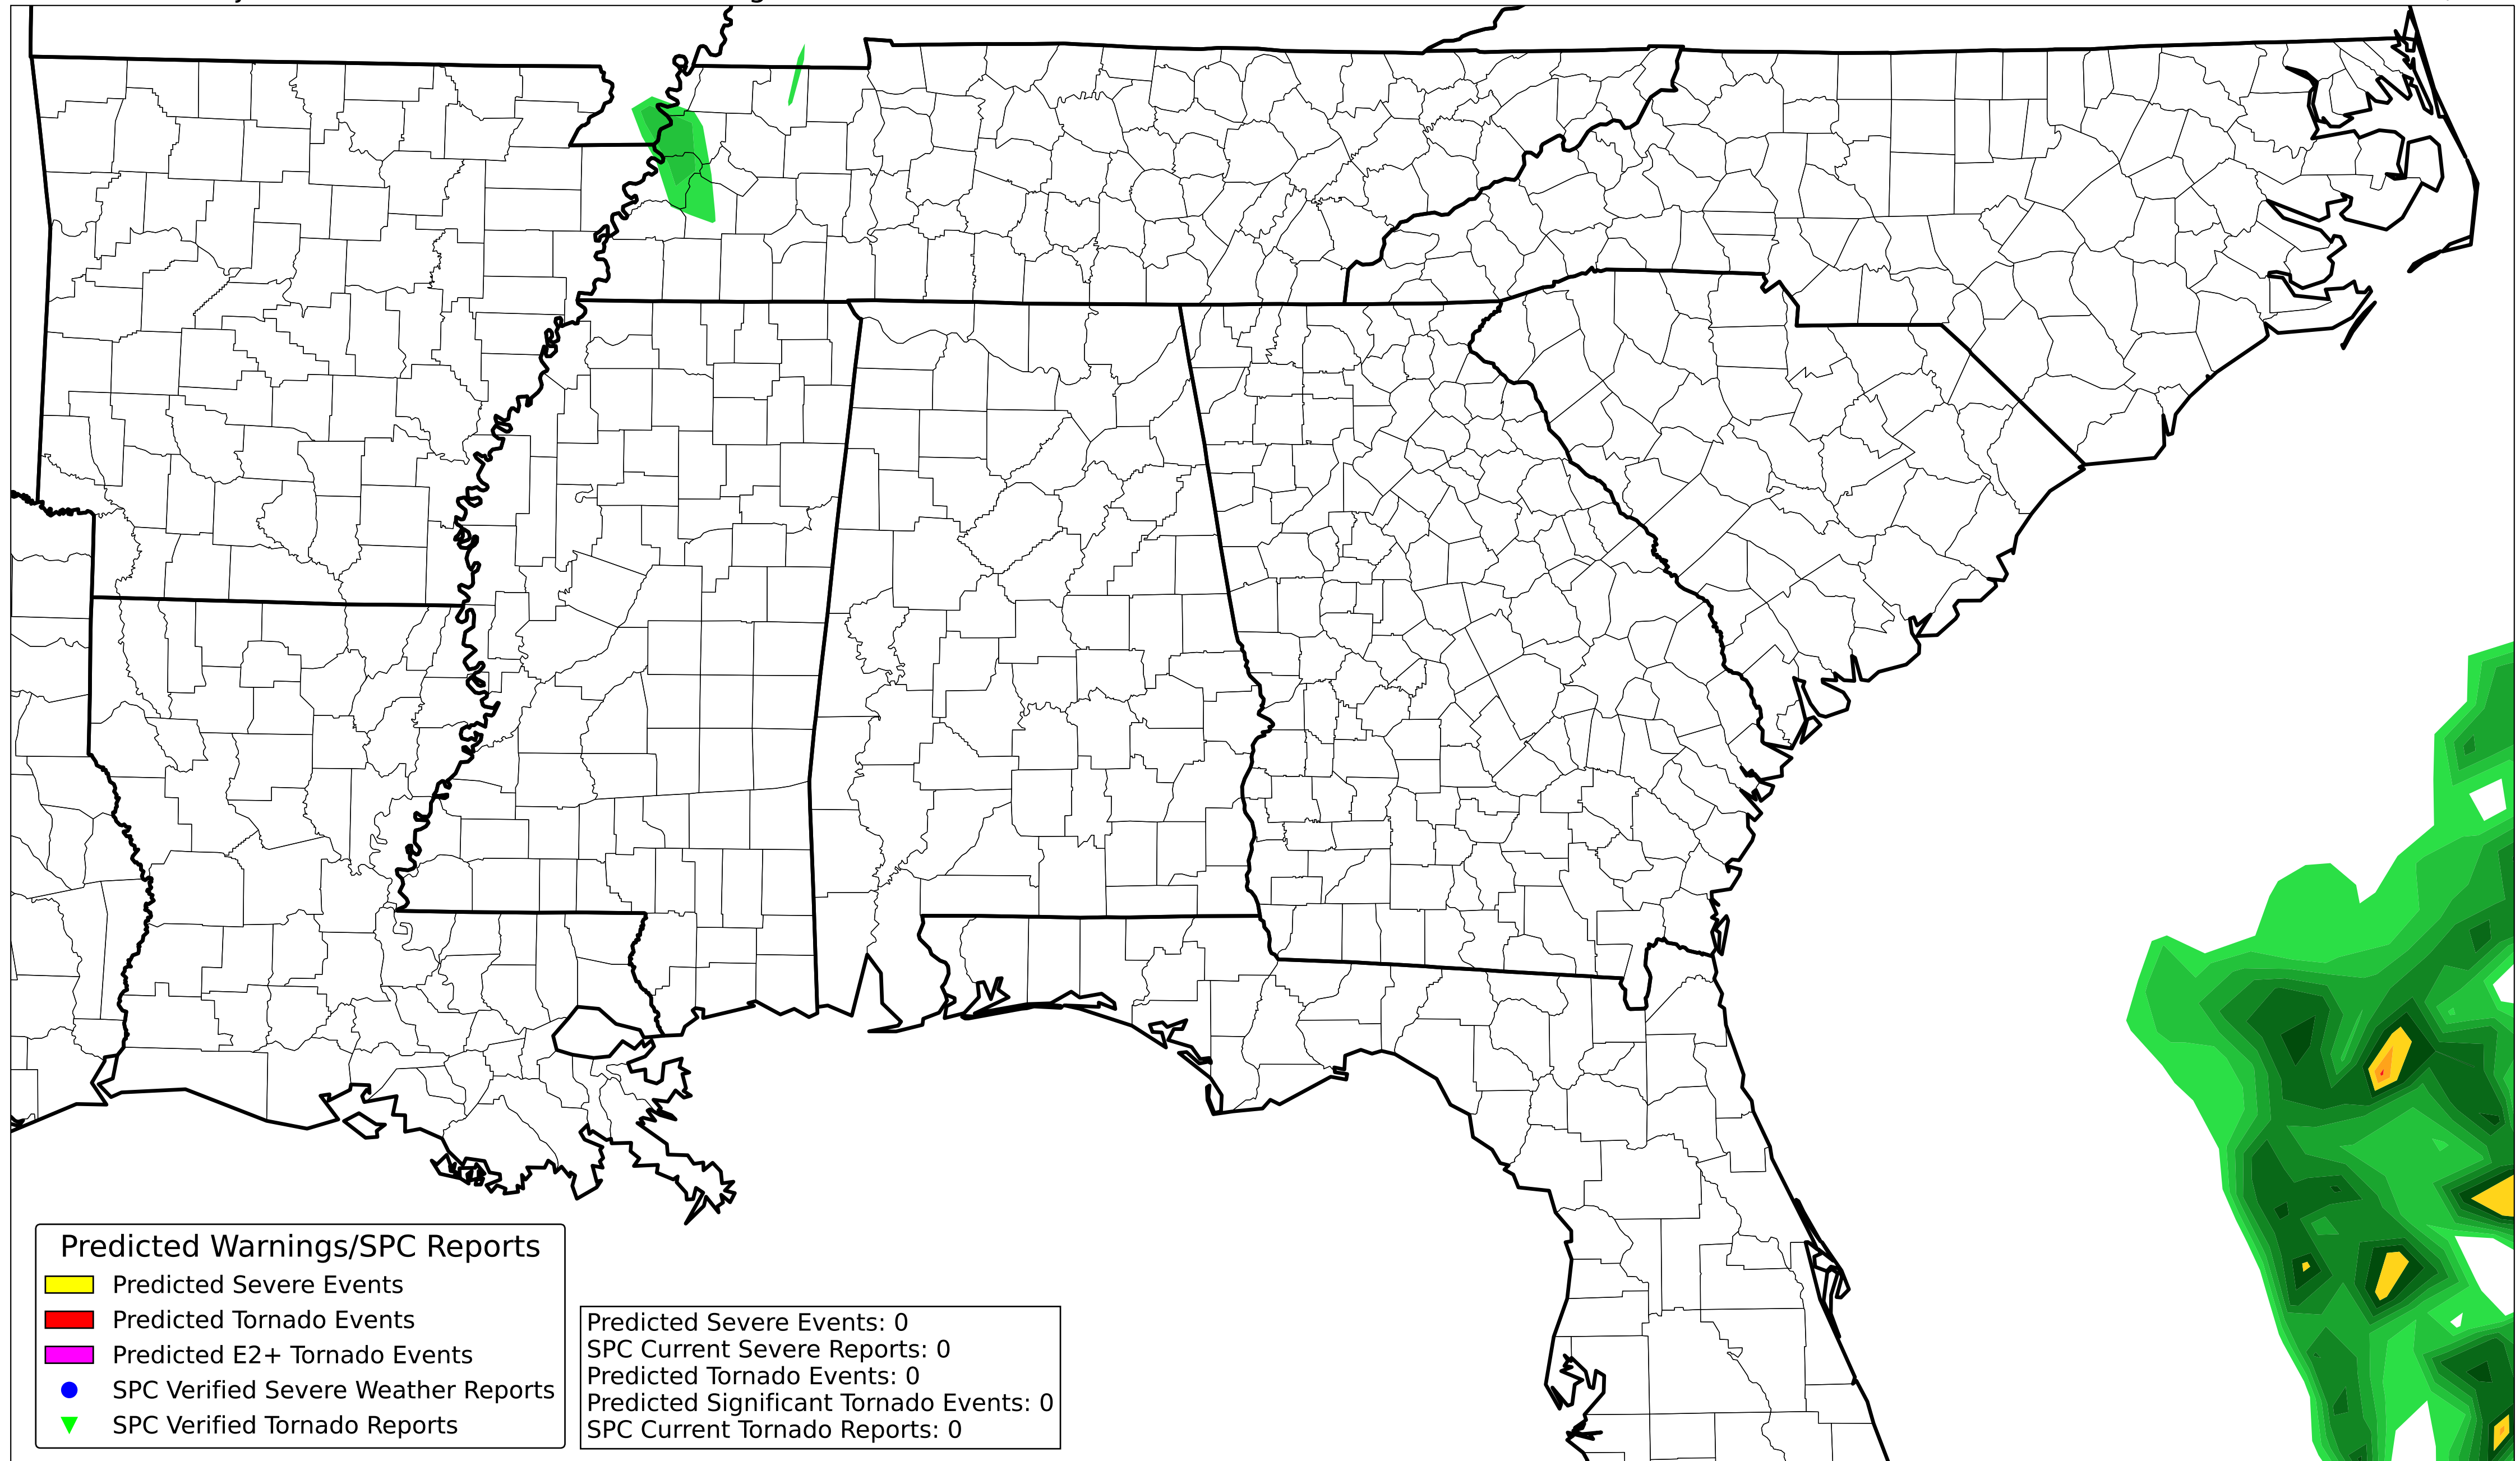 Predicted Warnings/SPC Reports
Predicted Severe Events
Predicted Tornado Events
Predicted E2+ Tornado Events
SPC Verified Severe Weather Reports
SPC Verified Tornado Reports
Predicted Severe Events: 0
SPC Current Severe Reports: 0
Predicted Tornado Events: 0
Predicted Significant Tornado Events: 0
SPC Current Tornado Reports: 0